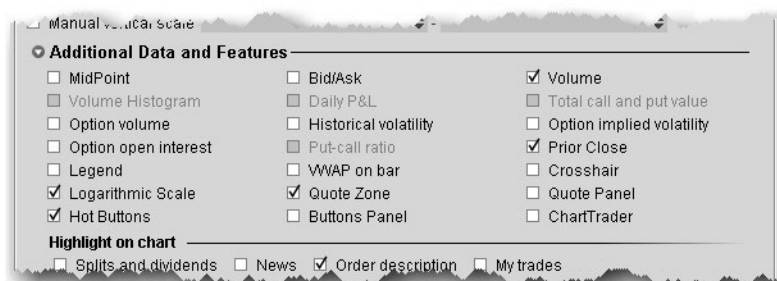 Manual vertical scale -
Additional Data and Features
MidPoint Bid/Ask Volume
Volume Histogram Daily P&L Total call and put value
Option volume Historical volatility Option implied volatility
Option open interest Put-call ratio Prior Close
Legend VWAP on bar Crosshair
Logarithmic Scale Quote Zone Quote Panel
Hot Buttons Buttons Panel ChartTrader
Highlight on chart
Splits and dividends News Order description My trades